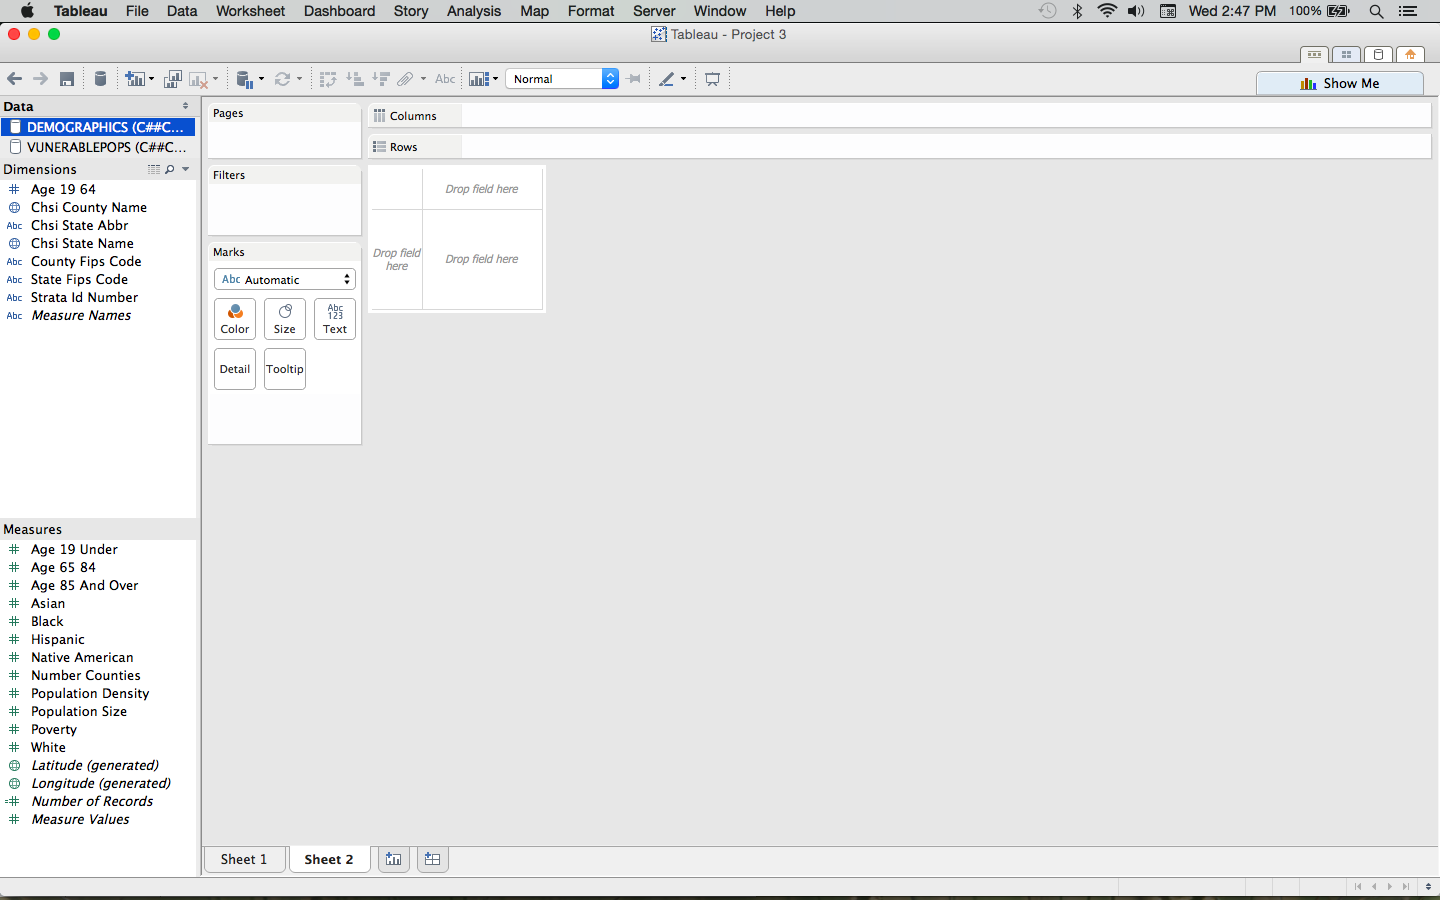 Tableau File Data Worksheet Dashboard Story Analysis Map Format Server Window Help Wed 2:47 PM 100%
Tableau - Project 3
Abc Normal
Show Me
Data
DEMOGRAPHICS (C##C...
VUNERABLEPOPS (C##C...
Dimensions
Age 19 64
Chsi County Name
Abc Chsi State Abbr
Chsi State Name
Abc County Fips Code
Abc State Fips Code
Abc Strata Id Number
Abc Measure Names
Measures
Age 19 Under
Age 65 84
Age 85 And Over
Asian
Black
Hispanic
Native American
Number Counties
Population Density
Population Size
Poverty
White
Latitude (generated)
Longitude (generated)
=# Number of Records
Measure Values
Pages
Filters
Marks
Abc Automatic
Color
Size
Abc
123
Text
Detail
Tooltip
Columns
Rows
Drop field here
Drop field
here
Drop field here
Sheet 1
Sheet 2